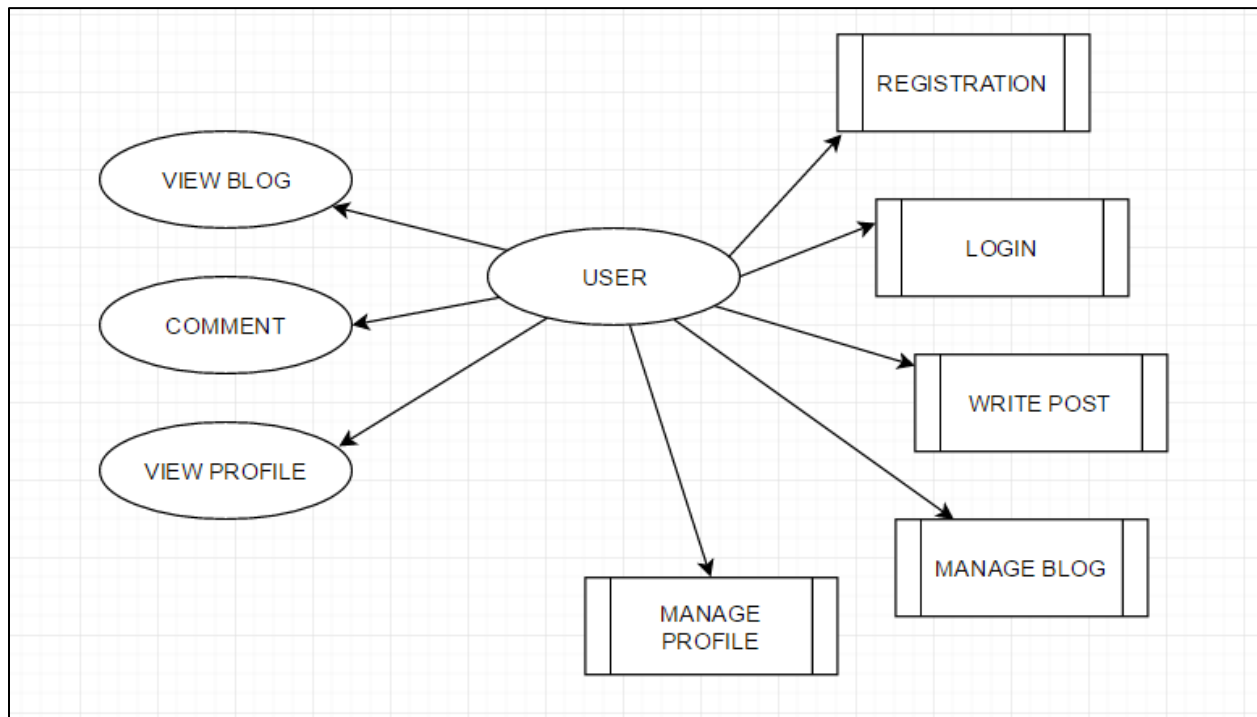 REGISTRATION
VIEW BLOG
LOGIN
USER
COMMENT
WRITE POST
VIEW PROFILE
MANAGE BLOG
MANAGE
PROFILE